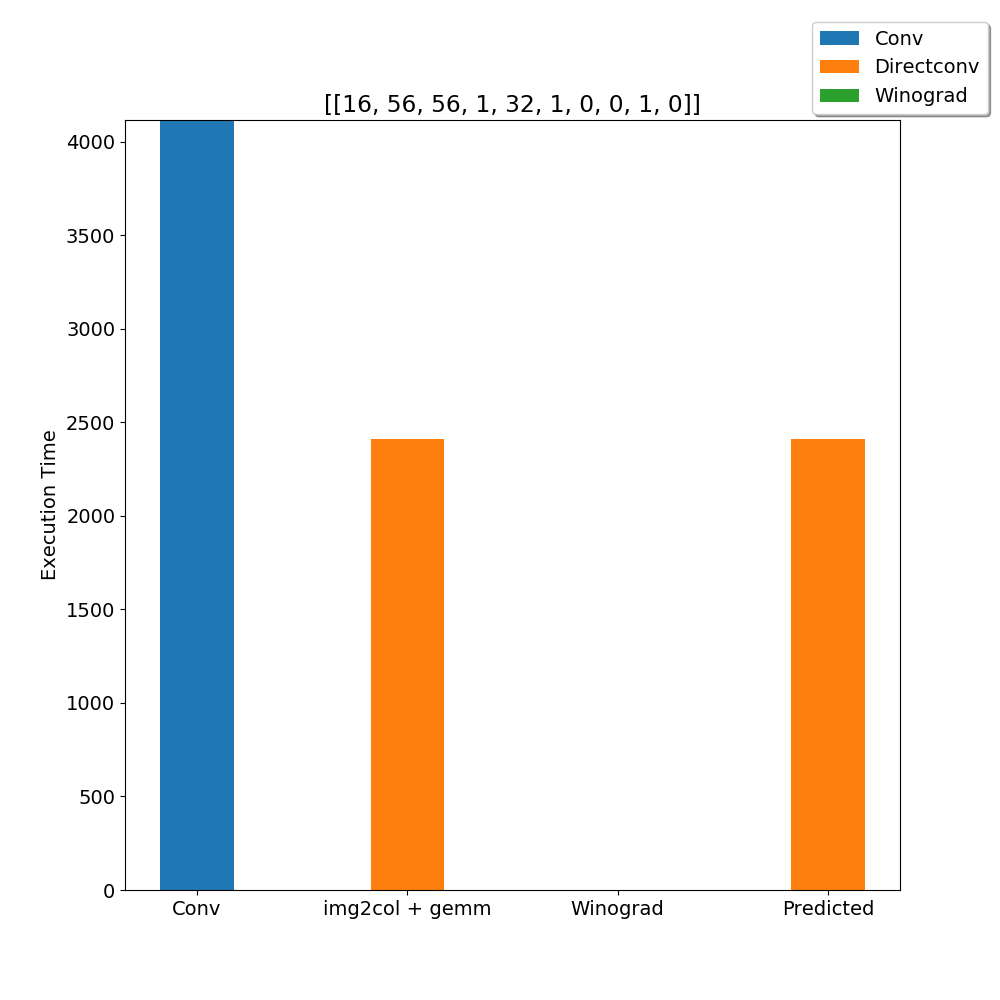 Conv
Directconv
Winograd
[[16, 56, 56, 1, 32, 1, 0, 0, 1, 0]]
4000
3500
3000
2500
2000
1500
1000
500
0
Execution Time
Conv img2col + gemm Winograd Predicted